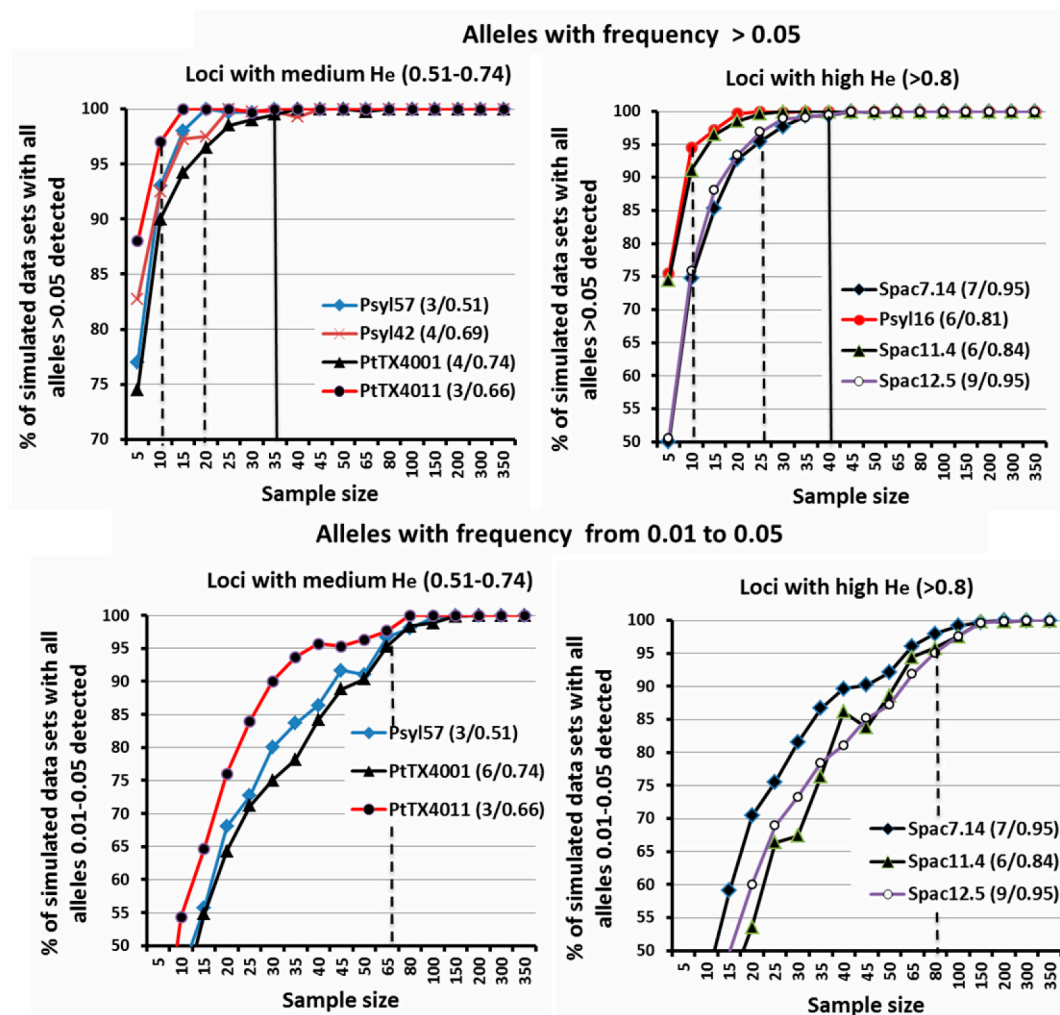 Alleles with frequency > 0.05
Loci with medium He (0.51-0.74)
% of simulated data sets with all
alleles >0.05 detected
100
95
90
85
80
75
70
Psyl57 (3/0.51)
Psyl42 (4/0.69)
PtTX4001 (4/0.74)
PtTX4011 (3/0.66)
5 10 15 20 25 30 35 40 45 50 65 80 100 150 200 300 350
Sample size
Loci with high He (>0.8)
% of simulated data sets with all
alleles >0.05 detected
100
95
90
85
80
75
70
65
60
55
50
Spac7.14 (7/0.95)
Psyl16 (6/0.81)
Spac11.4 (6/0.84)
Spac12.5 (9/0.95)
5 10 15 20 25 30 35 40 45 50 65 80 100 150 200 300 350
Sample size
Alleles with frequency from 0.01 to 0.05
Loci with medium He (0.51-0.74)
% of simulated data sets with all
alleles 0.01-0.05 detected
100
95
90
85
80
75
70
65
60
55
50
Psyl57 (3/0.51)
PtTX4001 (6/0.74)
PtTX4011 (3/0.66)
5 10 15 20 25 30 35 40 45 50 65 80 100 150 200 300 350
Sample size
Loci with high He (>0.8)
% of simulated data sets with all
alleles 0.01-0.05 detected
100
95
90
85
80
75
70
65
60
55
50
Spac7.14 (7/0.95)
Spac11.4 (6/0.84)
Spac12.5 (9/0.95)
5 10 15 20 25 30 35 40 45 50 65 80 100 150 200 300 350
Sample size